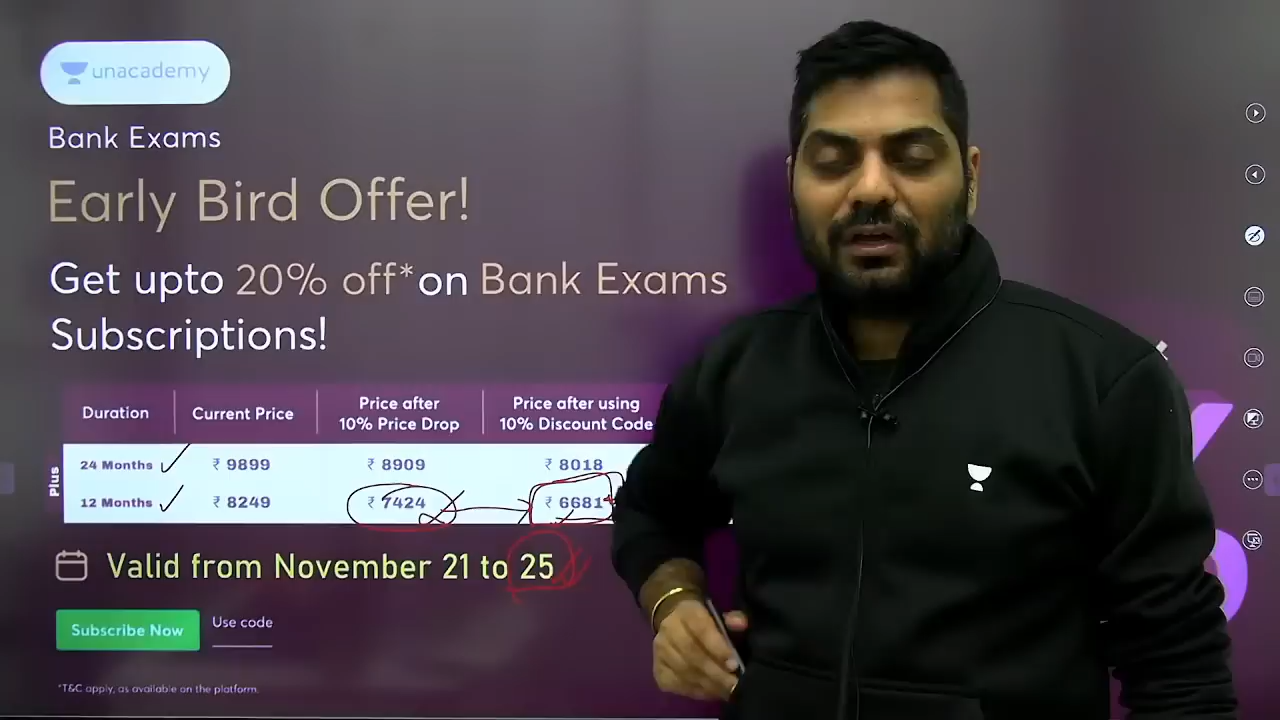 unacademy
Bank Exams
Early Bird Offer!
Get upto 20% off* on Bank Exams
Subscriptions!
Duration Current Price Price after 10% Price Drop Price after using 10% Discount Code
Plus
24 Months ₹ 9899 ₹ 8909 ₹ 8018
12 Months ₹ 8249 ₹ 7424 ₹ 6681
Valid from November 21 to 25
Subscribe Now Use code
*T&C apply, as available on the platform.